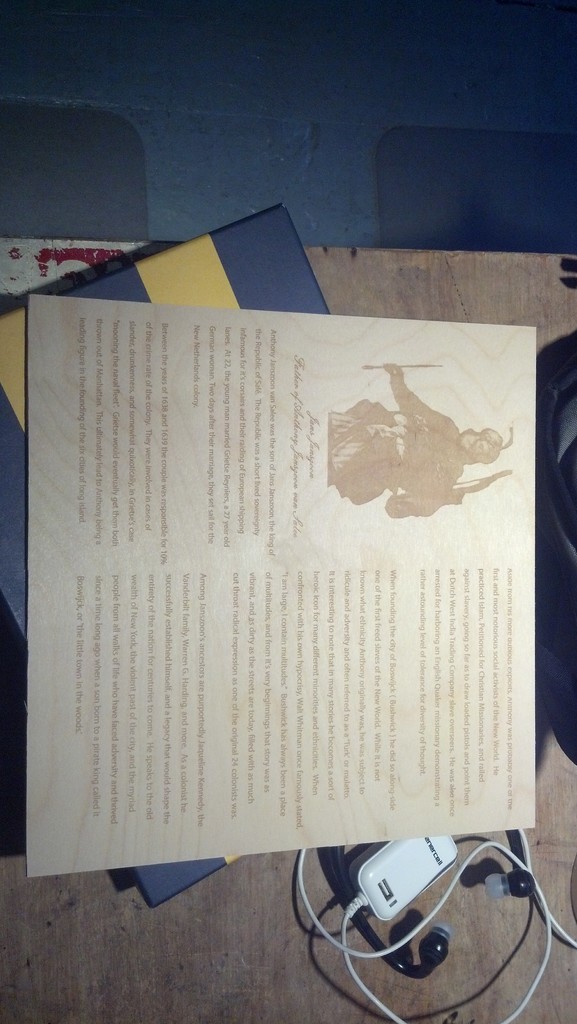 Jans Janszoon
Father of Anthony Janszoon van Salee
Anthony Janszoon van Salee was the son of Jans Janszoon, the king of
the Republic of Salé. The Republic was a short lived sovereignty
infamous for it's corsairs and their raiding of European shipping
lanes. At 22, the young man married Grietse Reyniers, a 27 year old
German women. Two days after their marriage, they set sail for the
New Netherlands colony.
Between the years of 1638 and 1639 the couple was responsible for 10%
of the crime rate of the colony. They were involved in cases of
slander, drunkeness, and somewhat quixotically, in Grietse's case
"measuring the naval fleet". Grietse would eventually get them both
thrown out of Manhattan. This ultimately lead to Anthony being a
leading figure in the founding of the six cities of long island.
Aside from his more hedonist exploits, Anthony was probably one of the
first and most notorious social activists of the New World. He
practiced Islam, Petitioned for Christian Missionaries, and railed
against slavery, going so far as to draw loaded pistols and point them
at Dutch West India Trading Company slave overseers. He was also once
arrested for harboring an English Quaker missionary demonstrating a
rather astounding level of tolerance for diversity of thought.
When founding the city of Boswijck ( Bushwick ) he did so along-side
one of the first freed slaves of the New World. While it is not
known what ethnicity Anthony originally was, he was subject to
ridicule and adversity and often referred to as a "Turk" or mulatto.
It is interesting to note that in many stories he becomes a sort of
heroic icon for many different minorities and ethnicities. When
confronted with his own hypocrisy, Walt Whitman once famously stated,
"I am large, I contain multitudes." Bushwick has always been a place
of multitudes, and from it's very beginnings that story was as
vibrant, and as dirty as the streets are today, filled with as much
cut throat radical expression as one of the original 24 colonists was.
Among Janszoon's ancestors are purportedly Jacqueline Kennedy, the
Vanderbilt family, Warren G. Harding, and more. As a colonist he
successfully established himself, and a legacy that would shape the
entirety of the nation for centuries to come. He speaks to the old
wealth of New York, the violent past of the city, and the myriad
people from all walks of life who have faced adversity and thrived
since a time long ago when a son born to a pirate king called it
Boswijck, or 'the little town in the woods'.
enercell